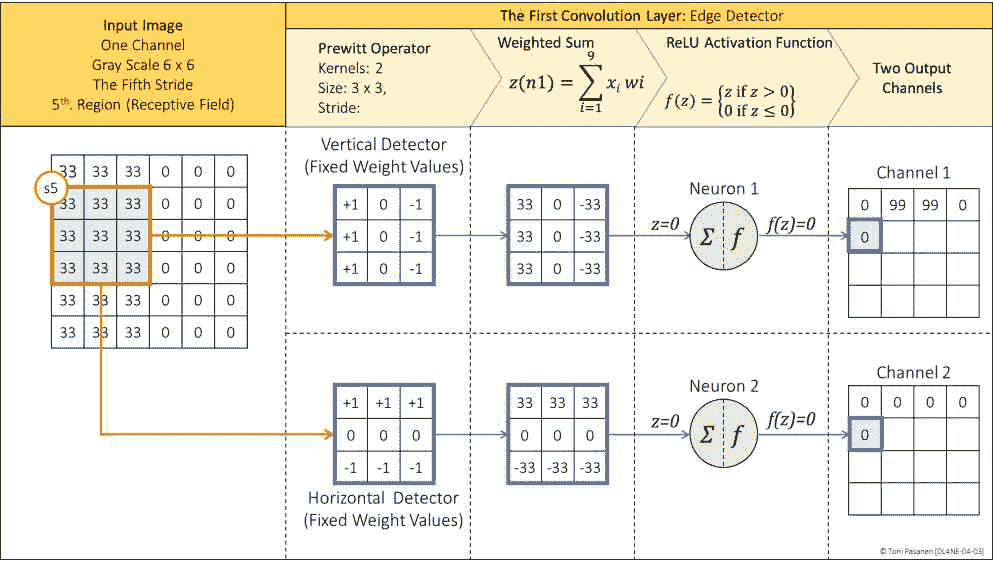 Input Image
One Channel
Gray Scale 6 x 6
The Fifth Stride
5th. Region (Receptive Field)
The First Convolution Layer: Edge Detector
Prewitt Operator
Kernels: 2
Size: 3 x 3,
Stride:
Weighted Sum
9
z(n1) = ∑ xi wi
i=1
ReLU Activation Function
f(z) = {z if z > 0}
{0 if z ≤ 0}
Two Output
Channels
s5
33 33 33 0 0 0
33 33 33 0 0 0
33 33 33 0 0 0
33 33 33 0 0 0
33 33 33 0 0 0
33 33 33 0 0 0
Vertical Detector
(Fixed Weight Values)
+1 0 -1
+1 0 -1
+1 0 -1
33 0 -33
33 0 -33
33 0 -33
z=0
Neuron 1
Σ f
f(z)=0
Channel 1
0 99 99 0
0
+1 +1 +1
0 0 0
-1 -1 -1
Horizontal Detector
(Fixed Weight Values)
33 33 33
0 0 0
-33 -33 -33
z=0
Neuron 2
Σ f
f(z)=0
Channel 2
0 0 0 0
0
© Toni Pasanen [DL4NE-04-03]